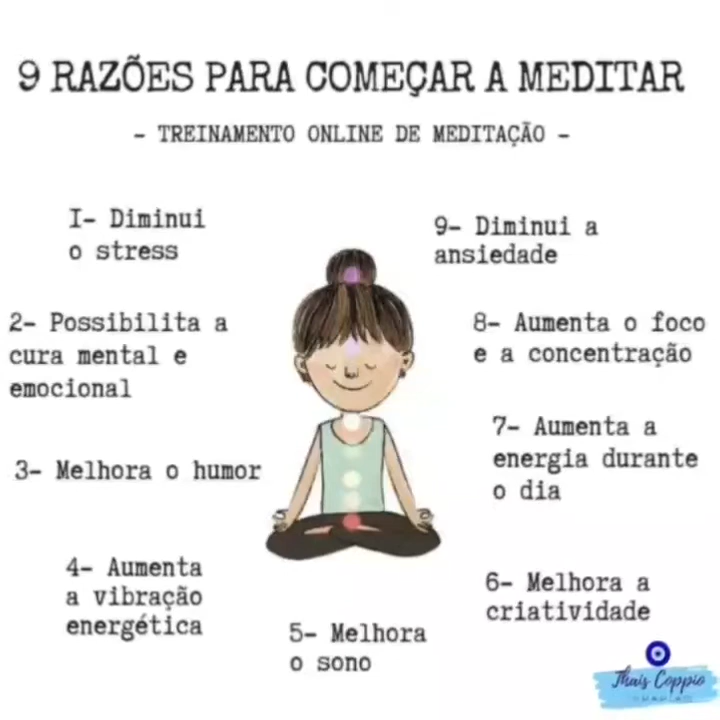 9 RAZÕES PARA COMEÇAR A MEDITAR
- TREINAMENTO ONLINE DE MEDITAÇÃO -
I- Diminui
o stress
2- Possibilita a
cura mental e
emocional
3- Melhora o humor
4- Aumenta
a vibração
energética
5- Melhora
o sono
6- Melhora a
criatividade
7- Aumenta a
energia durante
o dia
8- Aumenta o foco
e a concentração
9- Diminui a
ansiedade
Thais Coppio